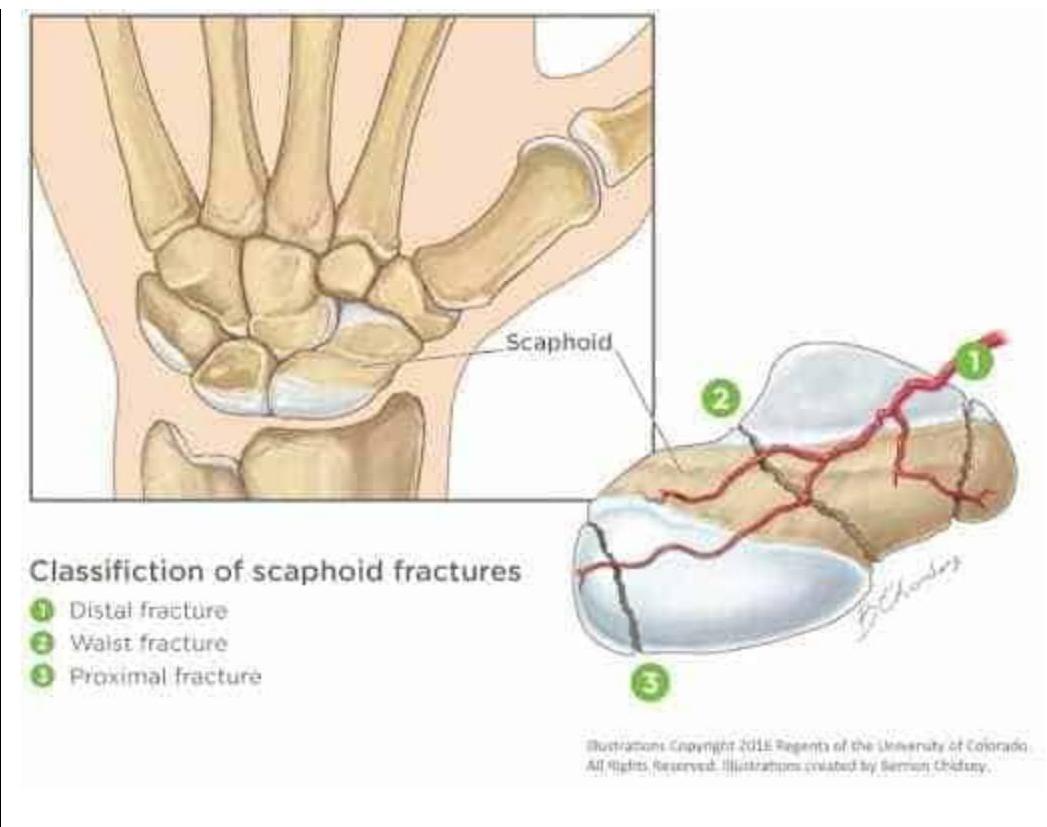 Scaphoid
1
2
3
Classifiction of scaphoid fractures
1 Distal fracture
2 Waist fracture
3 Proximal fracture
Illustrations Copyright 2016 Regents of the University of Colorado.
All Rights Reserved. Illustrations created by